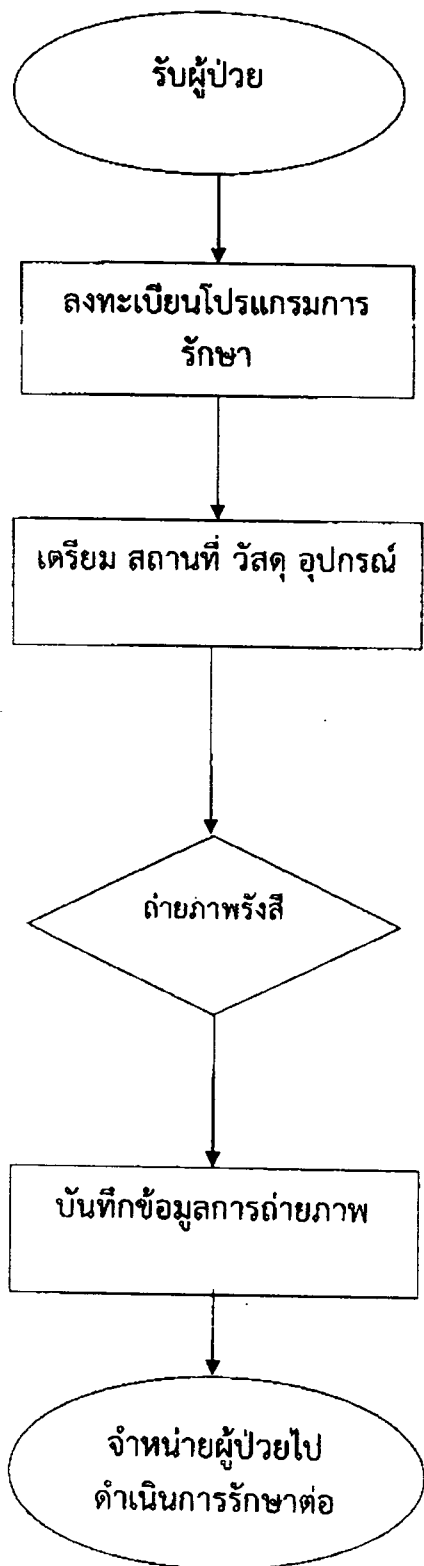 รับผู้ป่วย
ลงทะเบียนโปรแกรมการ
รักษา
เตรียม สถานที่ วัสดุ อุปกรณ์
ถ่ายภาพรังสี
บันทึกข้อมูลการถ่ายภาพ
จำหน่ายผู้ป่วยไป
ดำเนินการรักษาต่อ